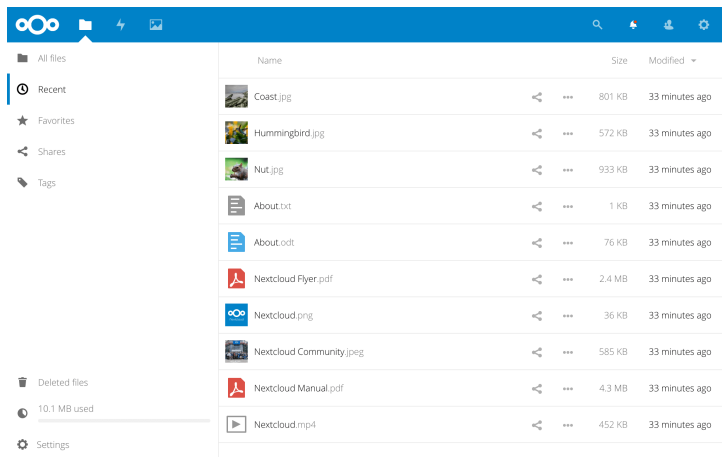 All files
Recent
Favorites
Shares
Tags
Deleted files
10.1 MB used
Settings
Name Size Modified
Coast.jpg 801 KB 33 minutes ago
Hummingbird.jpg 572 KB 33 minutes ago
Nut.jpg 933 KB 33 minutes ago
About.txt 1 KB 33 minutes ago
About.odt 76 KB 33 minutes ago
Nextcloud Flyer.pdf 2.4 MB 33 minutes ago
Nextcloud.png 36 KB 33 minutes ago
Nextcloud Community.jpeg 585 KB 33 minutes ago
Nextcloud Manual.pdf 4.3 MB 33 minutes ago
Nextcloud.mp4 452 KB 33 minutes ago